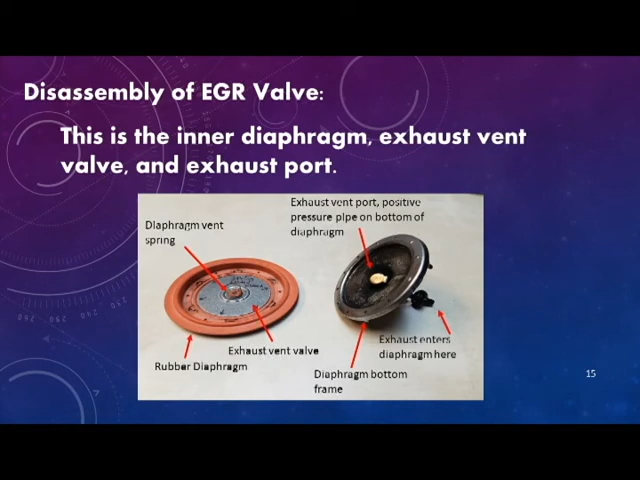 Disassembly of EGR Valve:
This is the inner diaphragm, exhaust vent
valve, and exhaust port.
Exhaust vent port, positive
pressure pipe on bottom of
diaphragm
Diaphragm vent
spring
Exhaust vent valve
Rubber Diaphragm
Exhaust enters
diaphragm here
Diaphragm bottom
frame
15